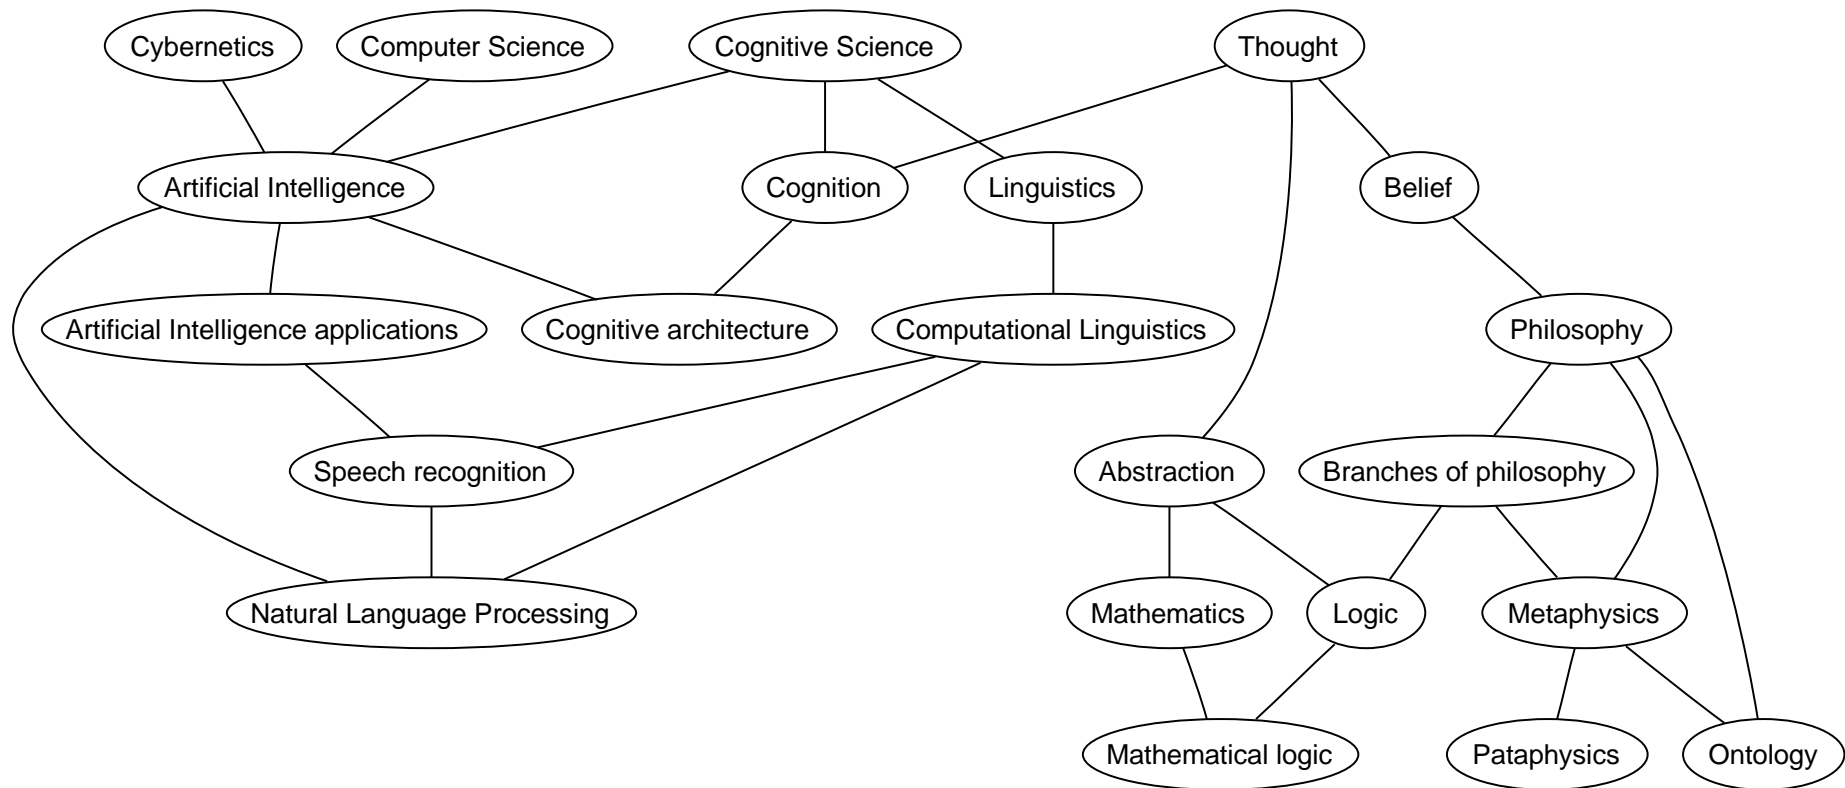 Cybernetics
Computer Science
Cognitive Science
Thought
Artificial Intelligence
Cognition
Linguistics
Belief
Artificial Intelligence applications
Cognitive architecture
Computational Linguistics
Philosophy
Speech recognition
Abstraction
Branches of philosophy
Natural Language Processing
Mathematics
Logic
Metaphysics
Mathematical logic
Pataphysics
Ontology